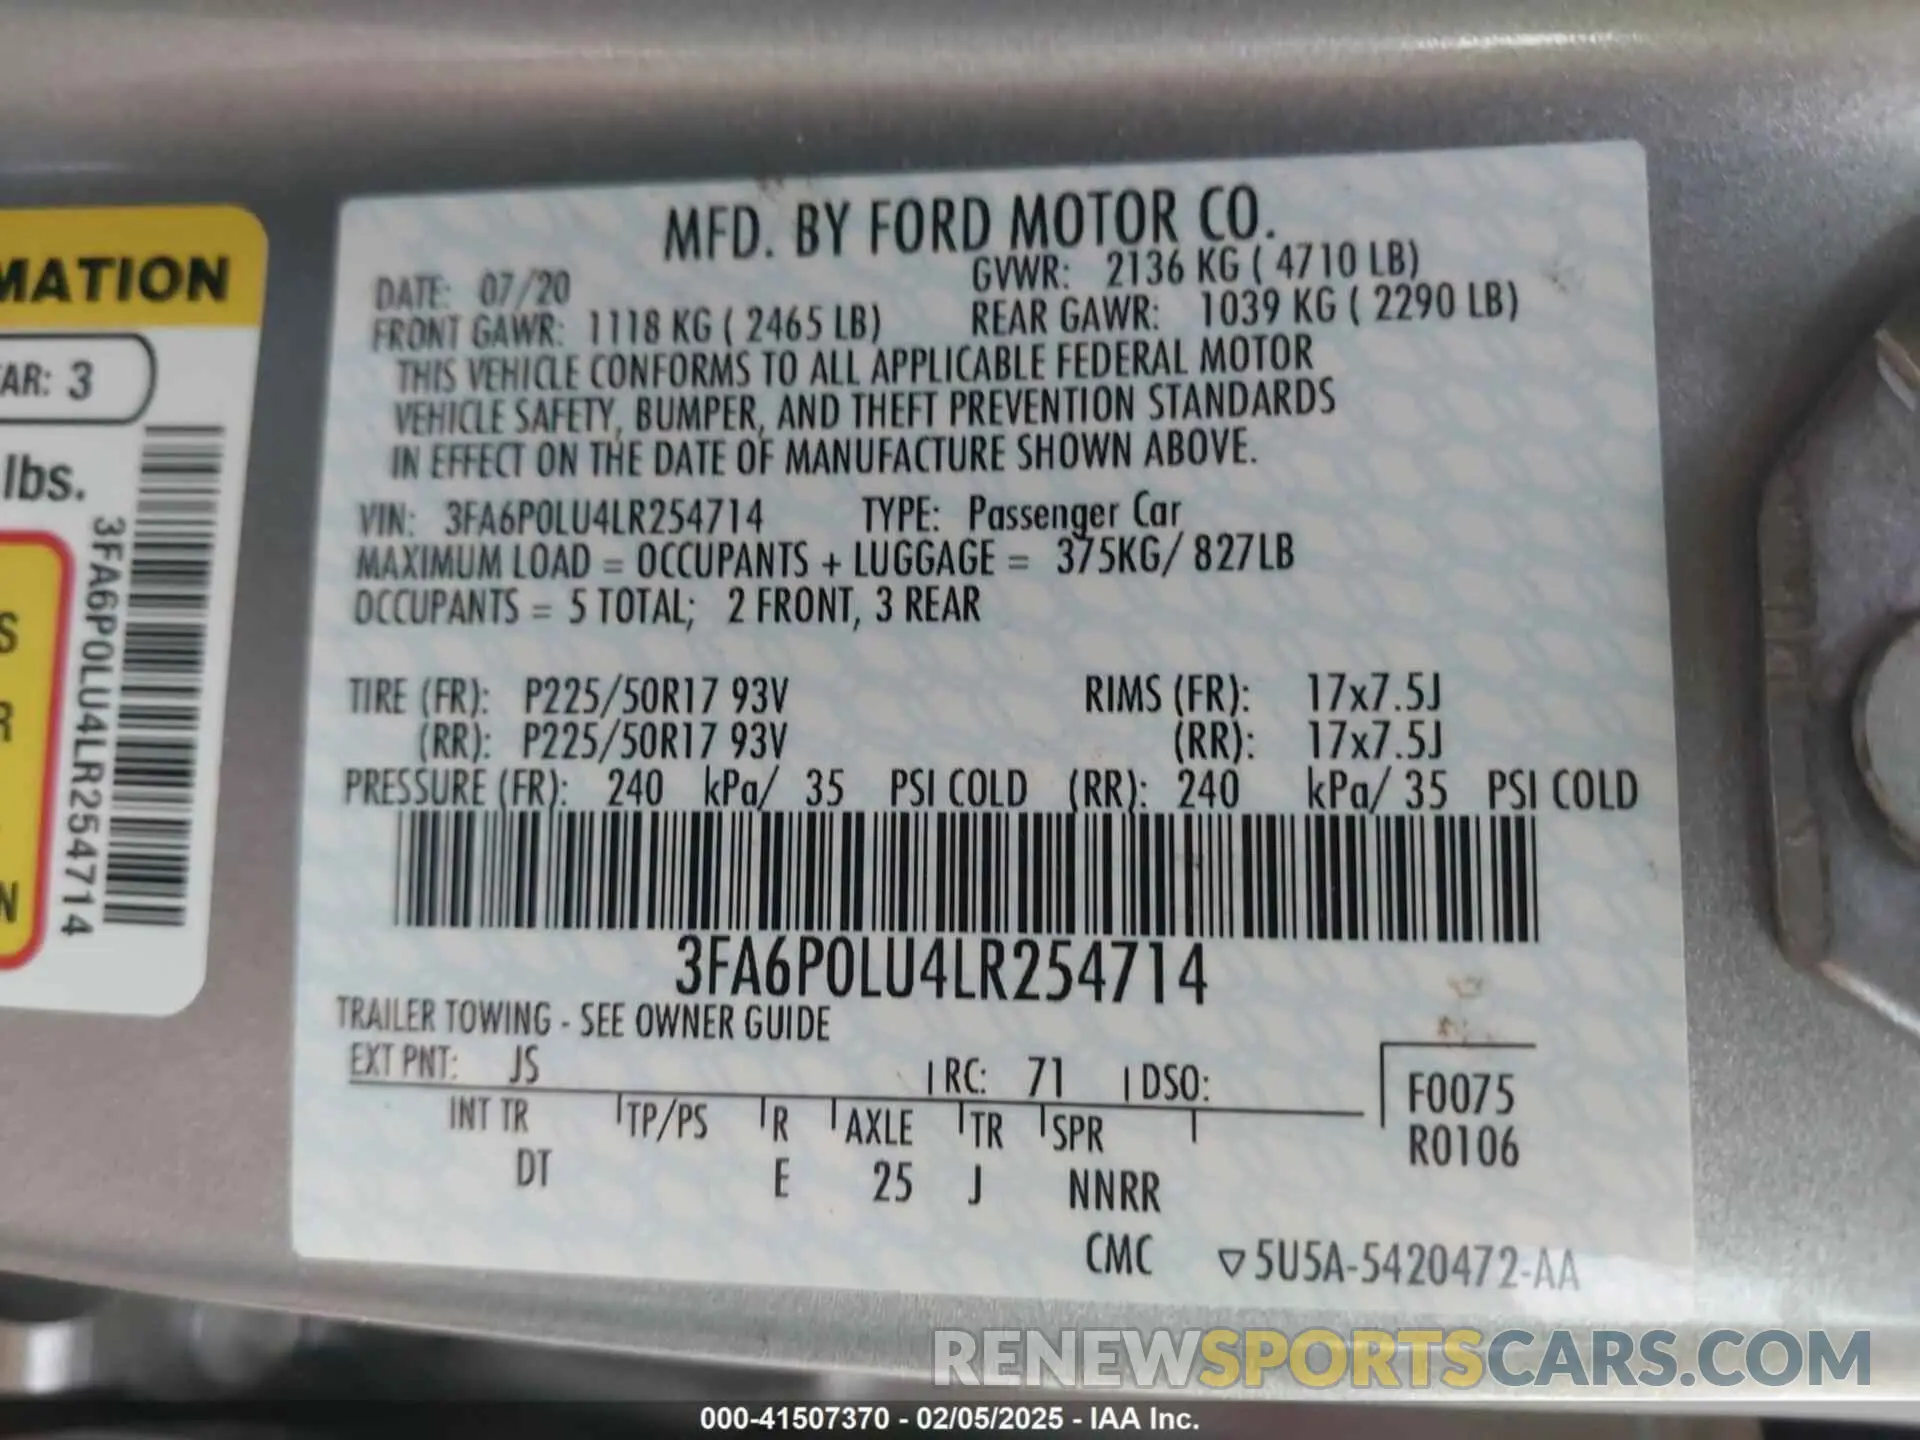 MATION
AR: 3
lbs.
S
R
N
3FA6P0LU4LR254714
MFD. BY FORD MOTOR CO.
DATE: 07/20
GVWR: 2136 KG ( 4710 LB)
FRONT GAWR: 1118 KG ( 2465 LB)
REAR GAWR: 1039 KG ( 2290 LB)
THIS VEHICLE CONFORMS TO ALL APPLICABLE FEDERAL MOTOR
VEHICLE SAFETY, BUMPER, AND THEFT PREVENTION STANDARDS
IN EFFECT ON THE DATE OF MANUFACTURE SHOWN ABOVE.
VIN: 3FA6P0LU4LR254714 TYPE: Passenger Car
MAXIMUM LOAD = OCCUPANTS + LUGGAGE = 375KG/ 827LB
OCCUPANTS = 5 TOTAL; 2 FRONT, 3 REAR
TIRE (FR): P225/50R17 93V RIMS (FR): 17x7.5J
(RR): P225/50R17 93V (RR): 17x7.5J
PRESSURE (FR): 240 kPa/ 35 PSI COLD (RR): 240 kPa/ 35 PSI COLD
3FA6P0LU4LR254714
TRAILER TOWING - SEE OWNER GUIDE
EXT PNT: JS RC: 71 DSO:
INT TR TP/PS R AXLE TR SPR
DT E 25 J NNRR
F0075
R0106
CMC ▽5U5A-5420472-AA
RENEWSPORTSCARS.COM
000-41507370 - 02/05/2025 - IAA Inc.